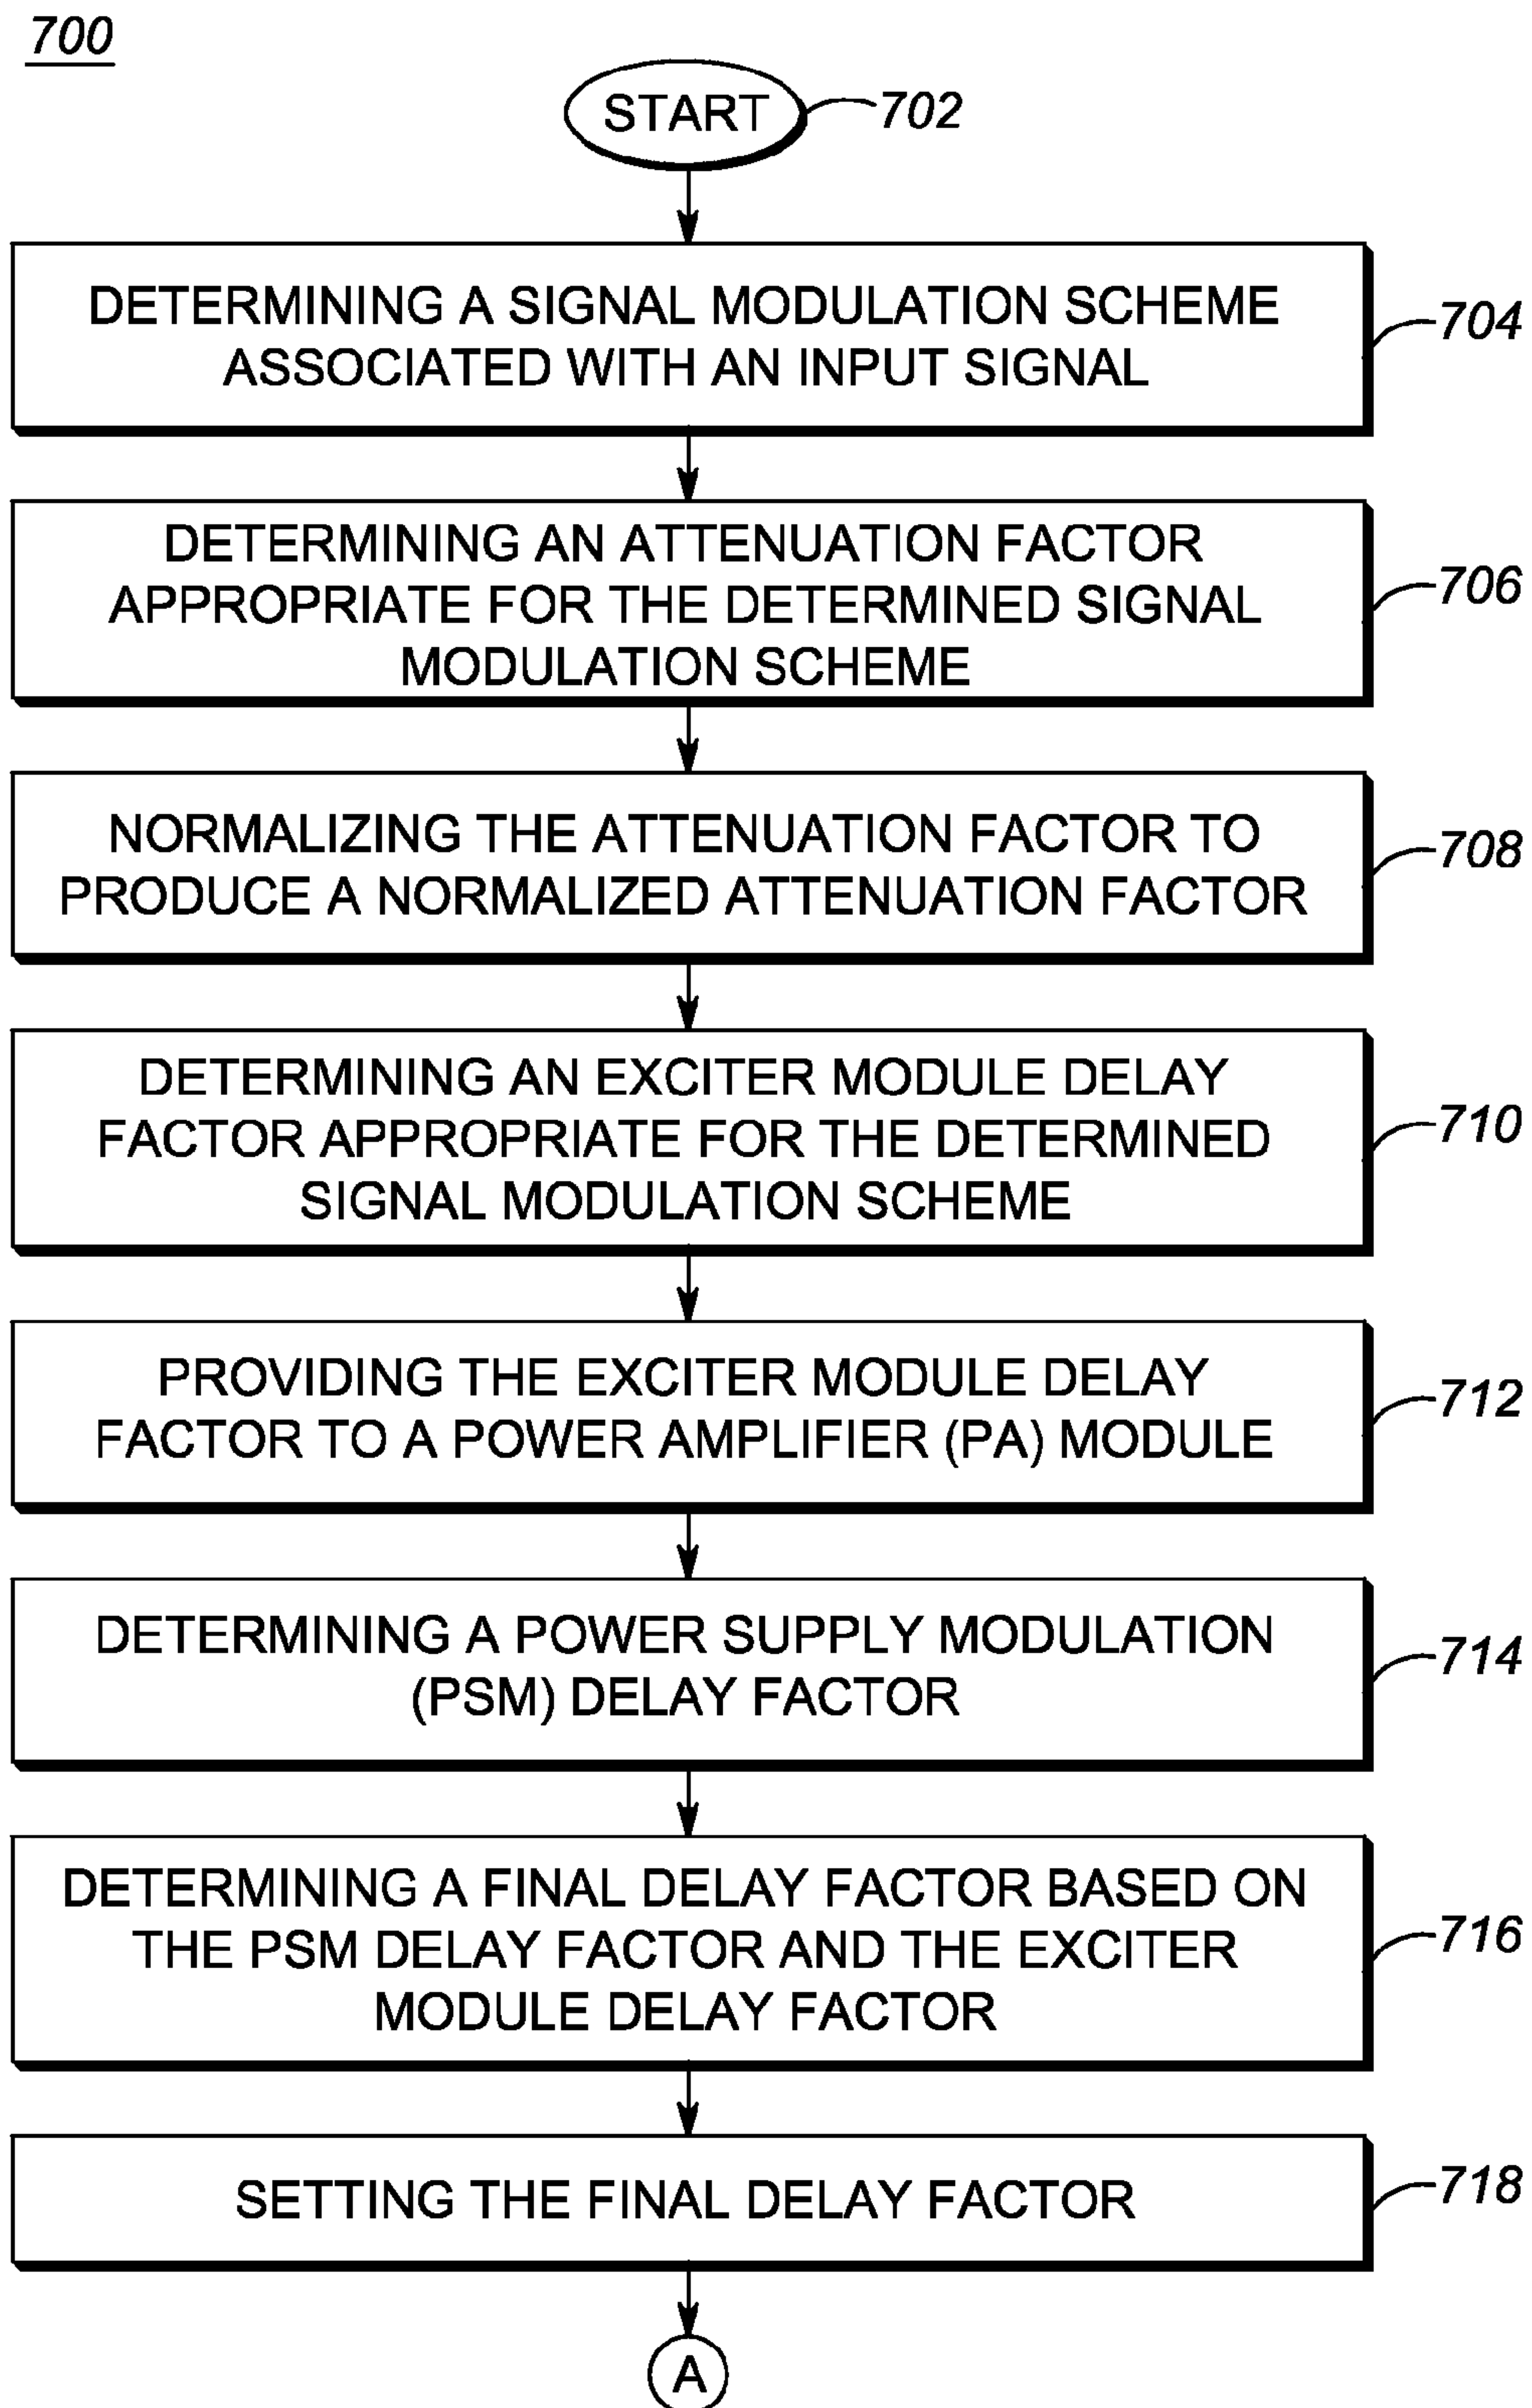 700
START
702
DETERMINING A SIGNAL MODULATION SCHEME
ASSOCIATED WITH AN INPUT SIGNAL
704
DETERMINING AN ATTENUATION FACTOR
APPROPRIATE FOR THE DETERMINED SIGNAL
MODULATION SCHEME
706
NORMALIZING THE ATTENUATION FACTOR TO
PRODUCE A NORMALIZED ATTENUATION FACTOR
708
DETERMINING AN EXCITER MODULE DELAY
FACTOR APPROPRIATE FOR THE DETERMINED
SIGNAL MODULATION SCHEME
710
PROVIDING THE EXCITER MODULE DELAY
FACTOR TO A POWER AMPLIFIER (PA) MODULE
712
DETERMINING A POWER SUPPLY MODULATION
(PSM) DELAY FACTOR
714
DETERMINING A FINAL DELAY FACTOR BASED ON
THE PSM DELAY FACTOR AND THE EXCITER
MODULE DELAY FACTOR
716
SETTING THE FINAL DELAY FACTOR
718
A